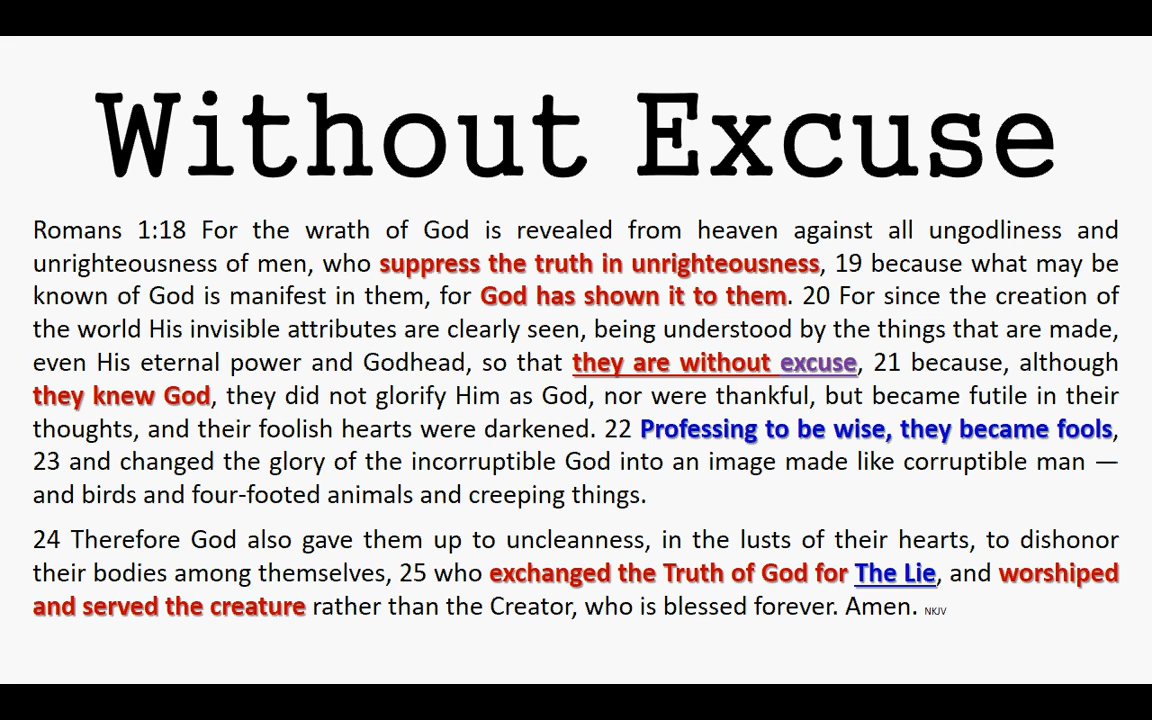 Without Excuse
Romans 1:18 For the wrath of God is revealed from heaven against all ungodliness and
unrighteousness of men, who suppress the truth in unrighteousness, 19 because what may be
known of God is manifest in them, for God has shown it to them. 20 For since the creation of
the world His invisible attributes are clearly seen, being understood by the things that are made,
even His eternal power and Godhead, so that they are without excuse, 21 because, although
they knew God, they did not glorify Him as God, nor were thankful, but became futile in their
thoughts, and their foolish hearts were darkened. 22 Professing to be wise, they became fools,
23 and changed the glory of the incorruptible God into an image made like corruptible man —
and birds and four-footed animals and creeping things.
24 Therefore God also gave them up to uncleanness, in the lusts of their hearts, to dishonor
their bodies among themselves, 25 who exchanged the Truth of God for The Lie, and worshiped
and served the creature rather than the Creator, who is blessed forever. Amen. NKJV